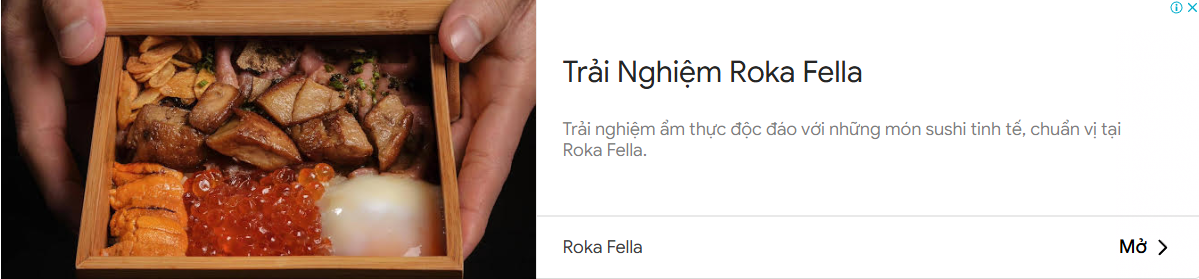 Trải Nghiệm Roka Fella
Trải nghiệm ẩm thực độc đáo với những món sushi tinh tế, chuẩn vị tại
Roka Fella.
Roka Fella
Mở